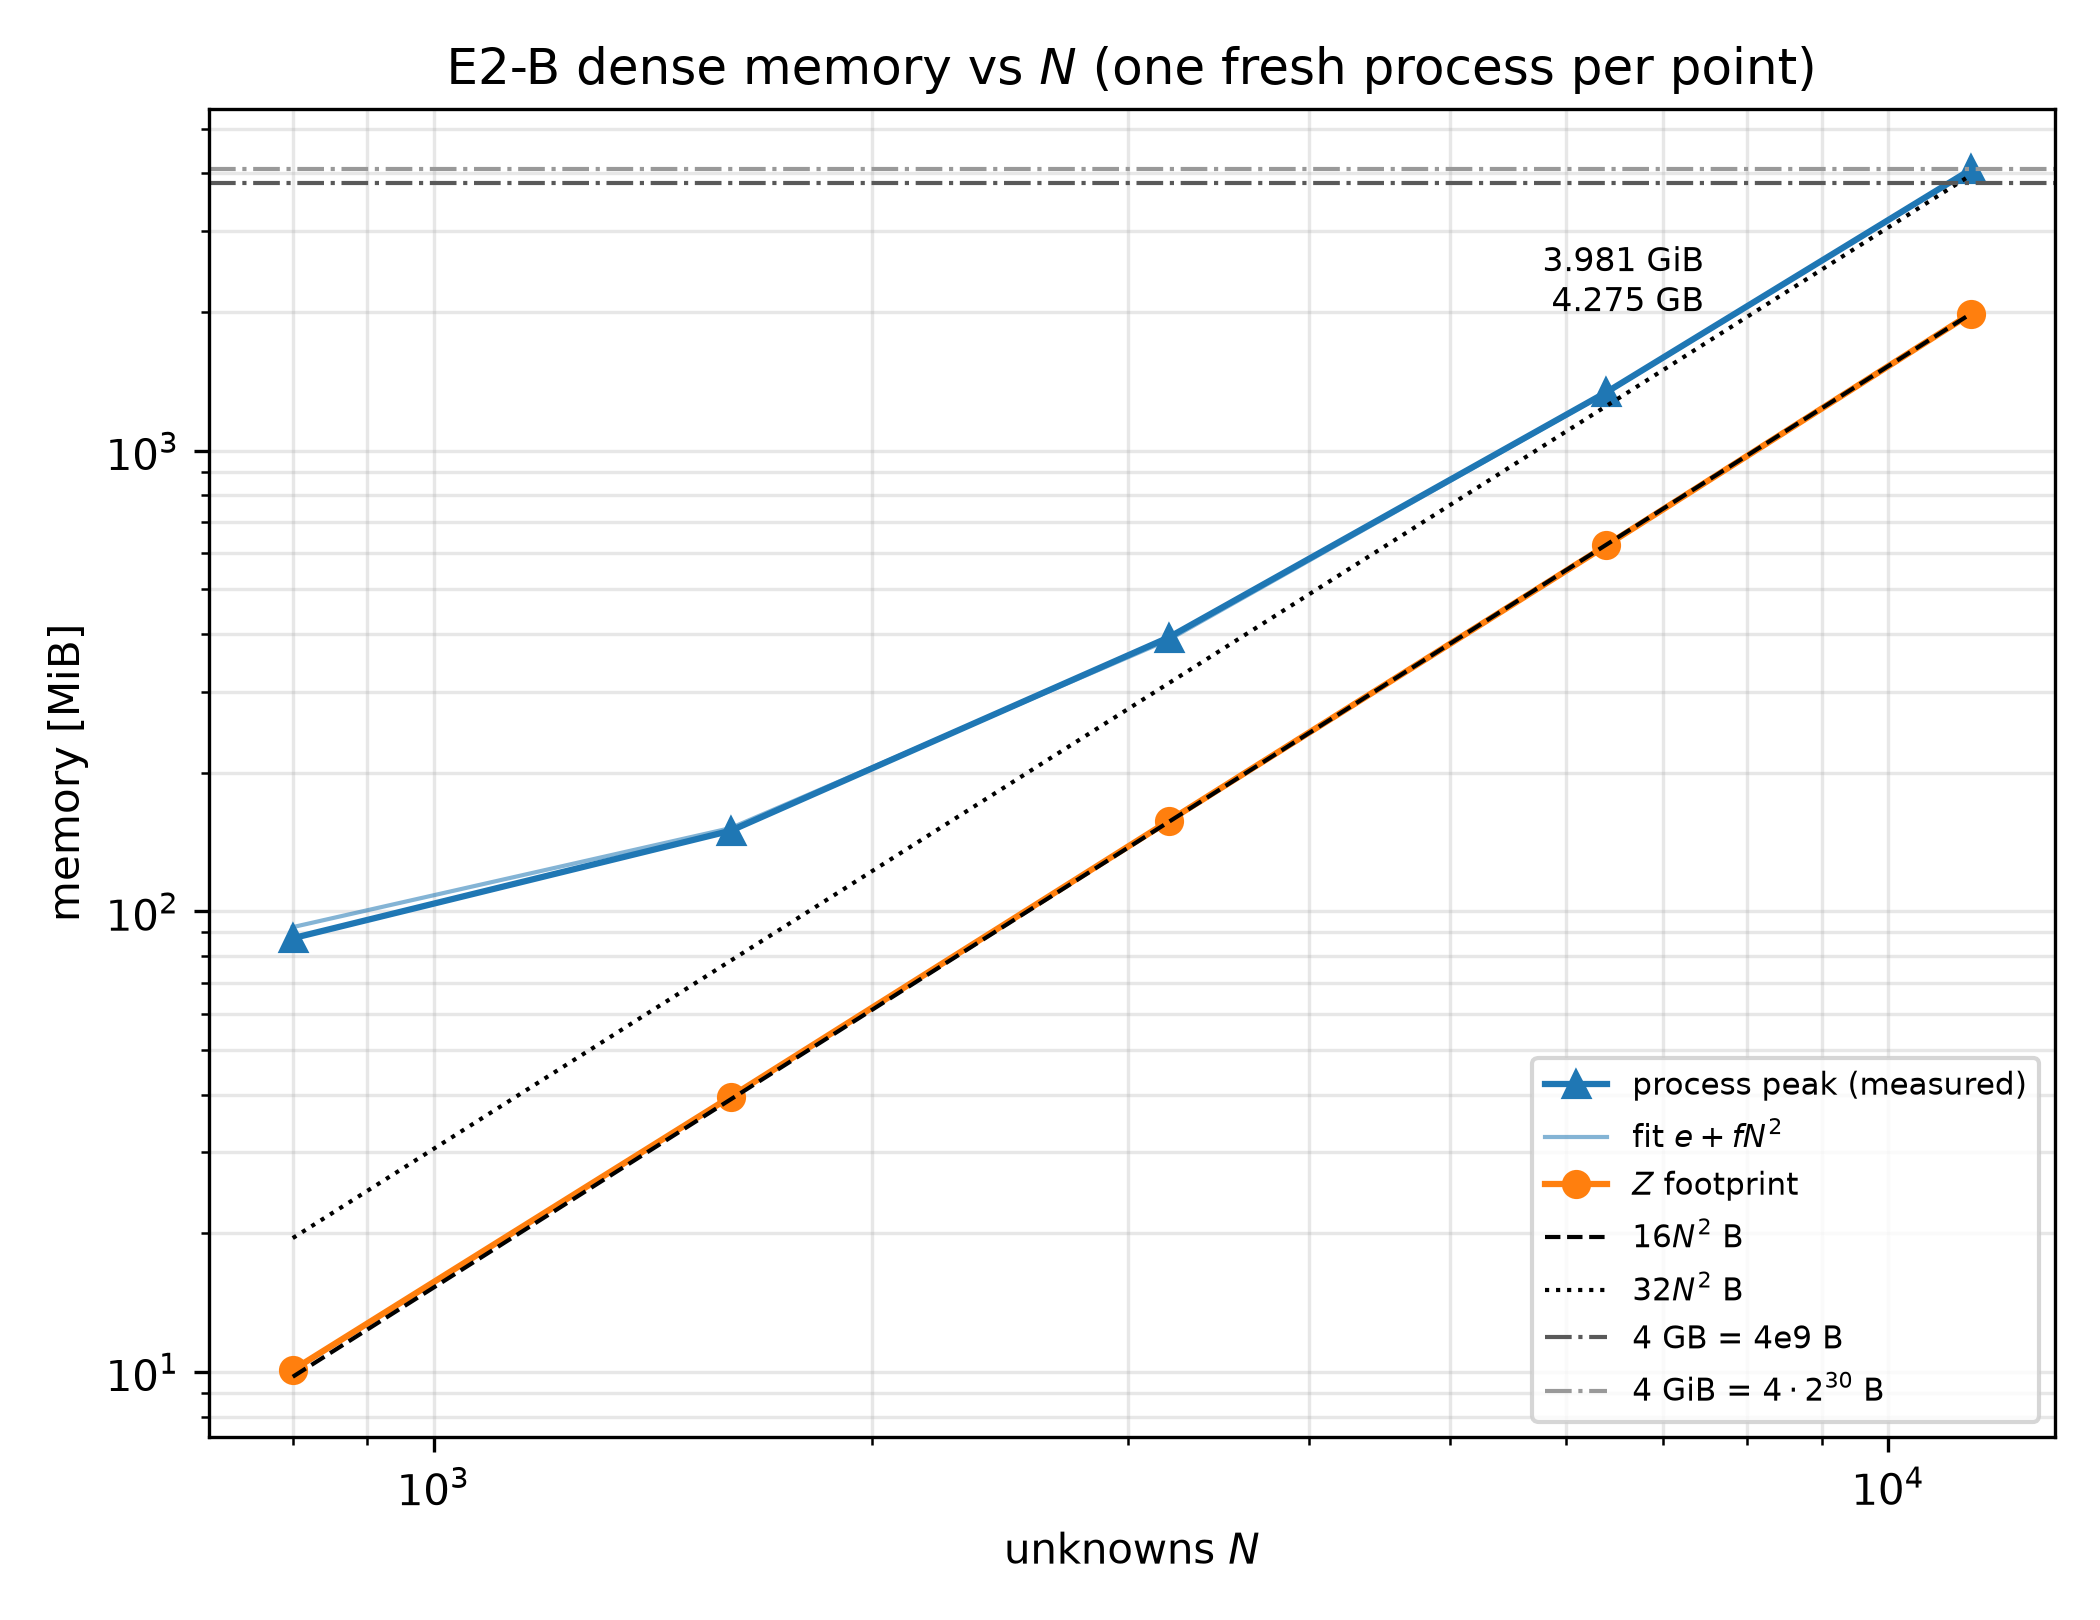 E2-B dense memory vs N (one fresh process per point)
memory [MiB]
10³
10²
10¹
3.981 GiB
4.275 GB
process peak (measured)
fit e + fN²
Z footprint
16N² B
32N² B
4 GB = 4e9 B
4 GiB = 4 · 2³⁰ B
10³
10⁴
unknowns N